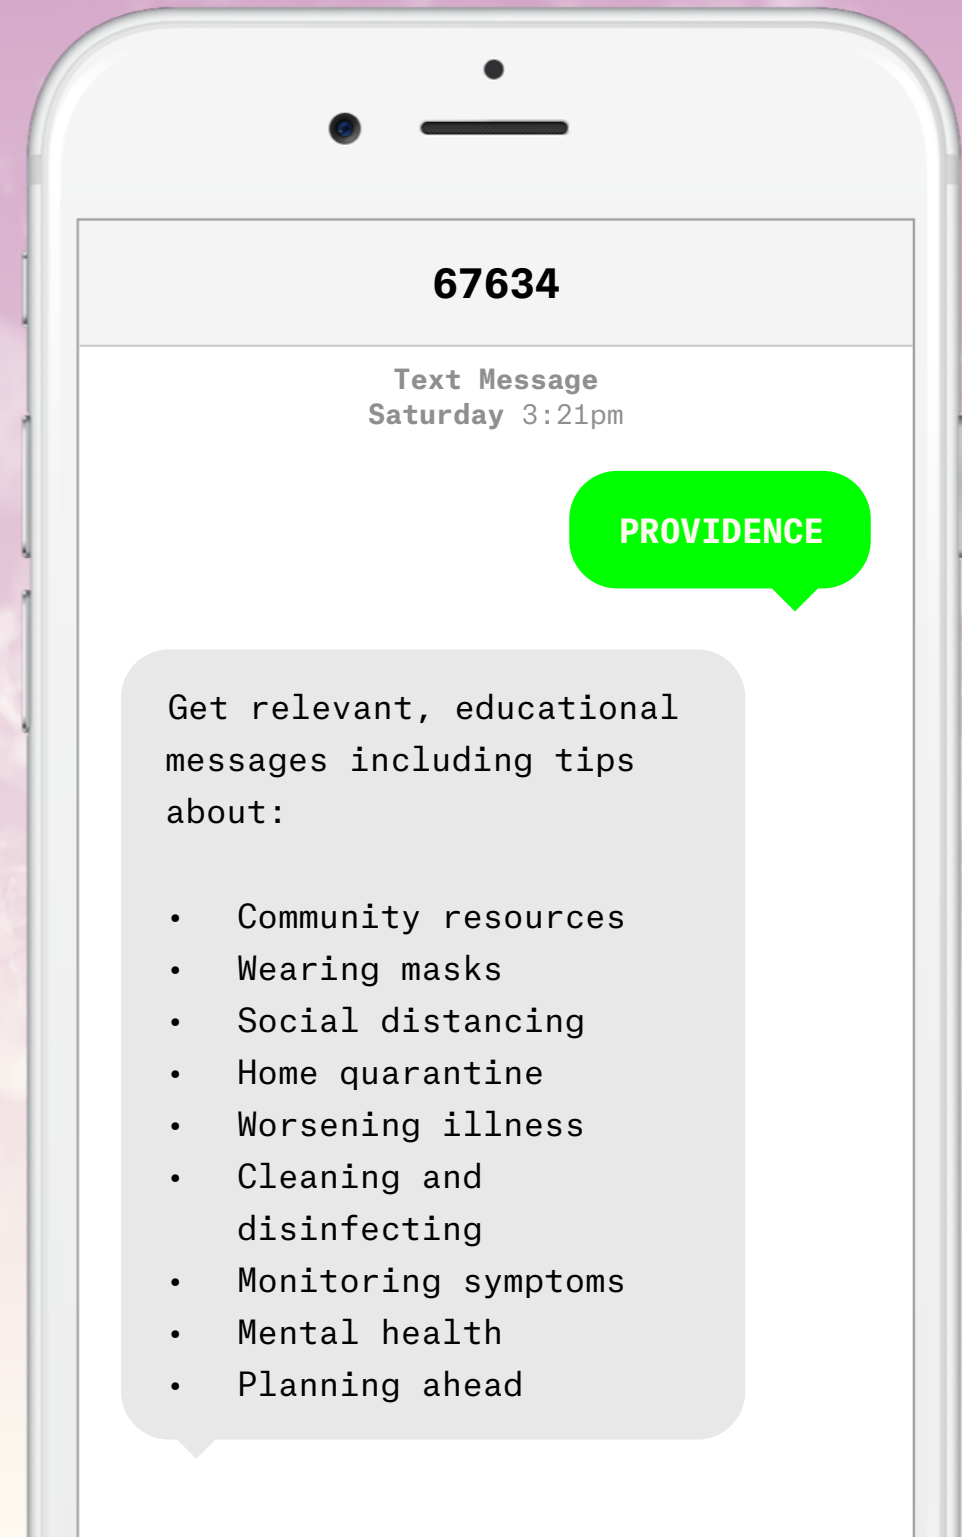 67634
Text Message
Saturday 3:21pm
PROVIDENCE
Get relevant, educational
messages including tips
about:
• Community resources
• Wearing masks
• Social distancing
• Home quarantine
• Worsening illness
• Cleaning and
disinfecting
• Monitoring symptoms
• Mental health
• Planning ahead